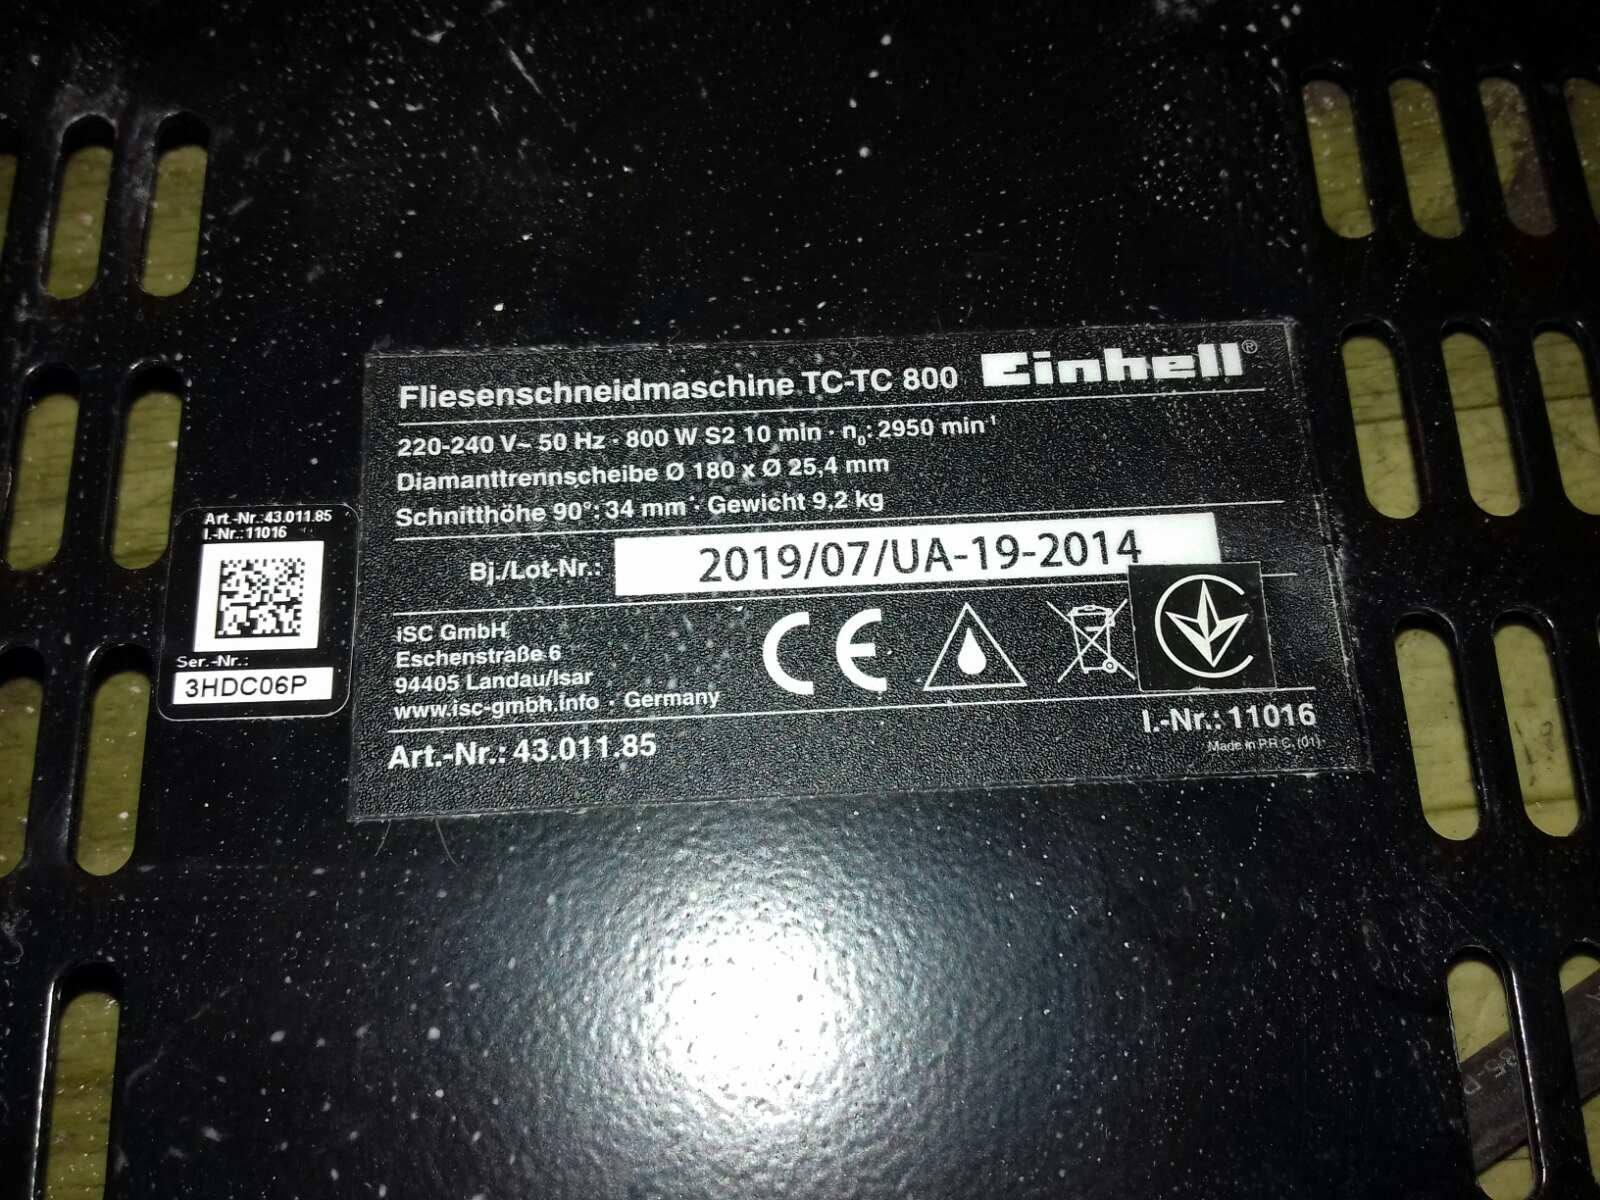 Art.-Nr.:43.011.85
I.-Nr.:11016
Ser.-Nr.:
3HDC06P
Fliesenschneidmaschine TC-TC 800 Einhell®
220-240 V~ 50 Hz · 800 W S2 10 min · n₀: 2950 min⁻¹
Diamanttrennscheibe Ø 180 x Ø 25,4 mm
Schnitthöhe 90°: 34 mm · Gewicht 9,2 kg
Bj./Lot-Nr.: 2019/07/UA-19-2014
iSC GmbH
Eschenstraße 6
94405 Landau/Isar
www.isc-gmbh.info · Germany
CE
Art.-Nr.: 43.011.85
I.-Nr.: 11016
Made in P.R.C. (01)